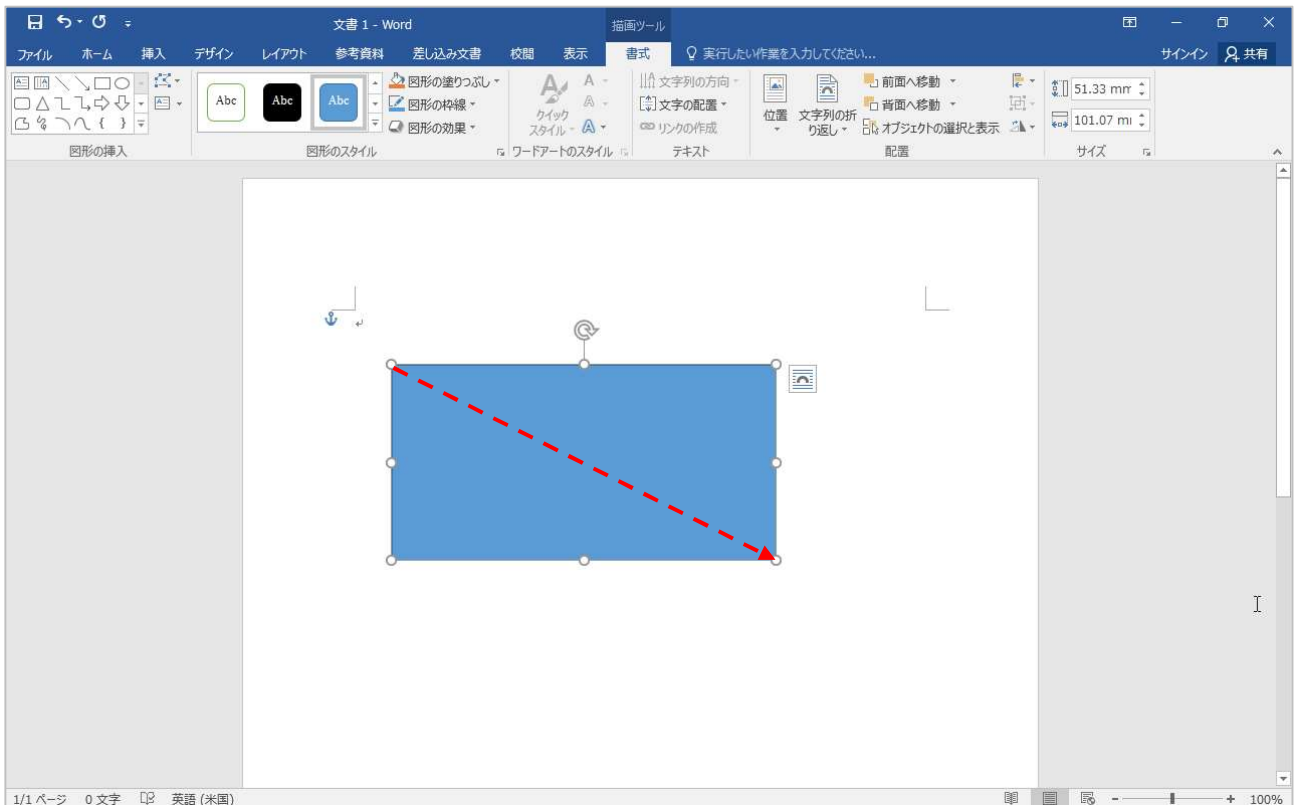 文書 1 - Word
描画ツール
ファイル ホーム 挿入 デザイン レイアウト 参考資料 差し込み文書 校閲 表示 書式 実行したい作業を入力してください... サインイン 共有
Abc Abc Abc
図形の塗りつぶし
図形の枠線
図形の効果
クイック
スタイル
A
A
A
A
文字列の方向
文字の配置
リンクの作成
位置
文字列の折
り返し
前面へ移動
背面へ移動
オブジェクトの選択と表示
51.33 mm
101.07 mi
図形の挿入 図形のスタイル ワードアートのスタイル テキスト 配置 サイズ
1/1 ページ 0 文字 英語 (米国) 100%